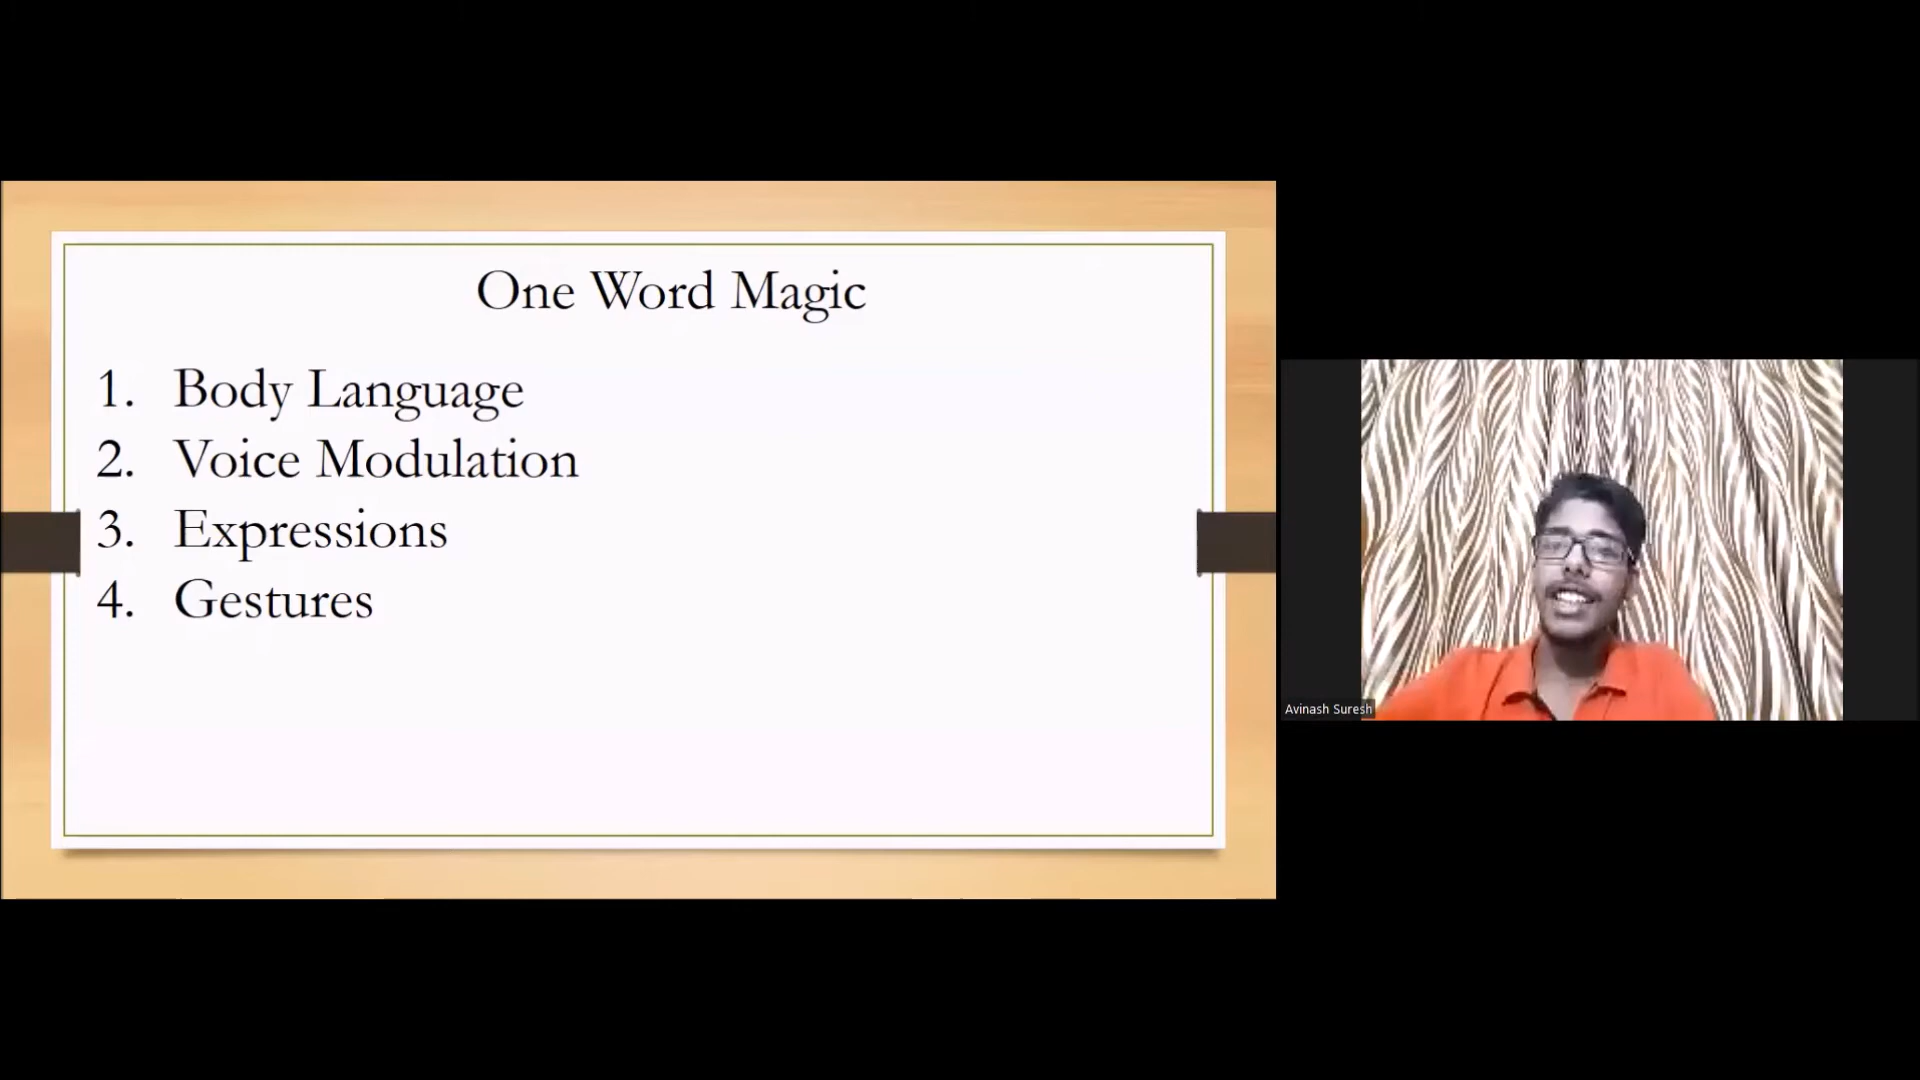 One Word Magic
1. Body Language
2. Voice Modulation
3. Expressions
4. Gestures
Avinash Suresh